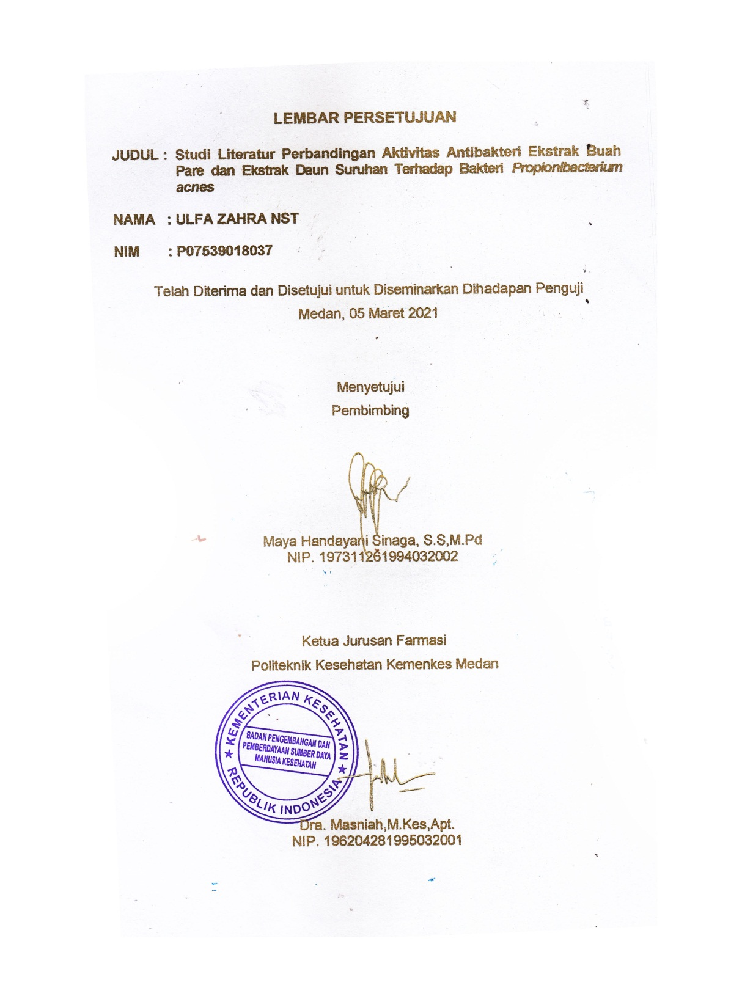 LEMBAR PERSETUJUAN
JUDUL : Studi Literatur Perbandingan Aktivitas Antibakteri Ekstrak Buah
Pare dan Ekstrak Daun Suruhan Terhadap Bakteri Propionibacterium
acnes
NAMA : ULFA ZAHRA NST
NIM : P07539018037
Telah Diterima dan Disetujui untuk Diseminarkan Dihadapan Penguji
Medan, 05 Maret 2021
Menyetujui
Pembimbing
Maya Handayani Sinaga, S.S,M.Pd
NIP. 197311261994032002
Ketua Jurusan Farmasi
Politeknik Kesehatan Kemenkes Medan
KEMENTERIAN KESEHATAN
BADAN PENGEMBANGAN DAN
PEMBERDAYAAN SUMBER DAYA
MANUSIA KESEHATAN
REPUBLIK INDONESIA
Dra. Masniah,M.Kes,Apt.
NIP. 196204281995032001